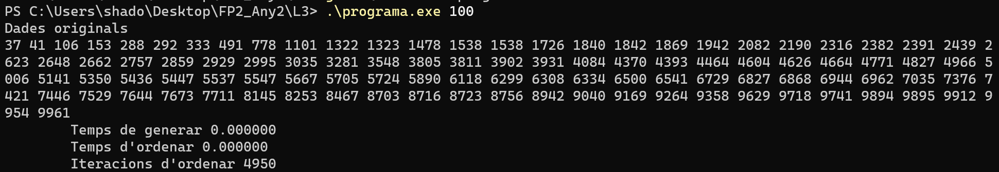 PS C:\Users\shado\Desktop\FP2_Any2\L3> .\programa.exe 100
Dades originals
37 41 106 153 288 292 333 491 778 1101 1322 1323 1478 1538 1538 1726 1840 1842 1869 1942 2082 2190 2316 2382 2391 2439 2
623 2648 2662 2757 2859 2929 2995 3035 3281 3548 3805 3811 3902 3931 4084 4370 4393 4464 4604 4626 4664 4771 4827 4966 5
006 5141 5350 5436 5447 5537 5547 5667 5705 5724 5890 6118 6299 6308 6334 6500 6541 6729 6827 6868 6944 6962 7035 7376 7
421 7446 7529 7644 7673 7711 8145 8253 8467 8703 8716 8723 8756 8942 9040 9169 9264 9358 9629 9718 9741 9894 9895 9912 9
954 9961
Temps de generar 0.000000
Temps d'ordenar 0.000000
Iteracions d'ordenar 4950